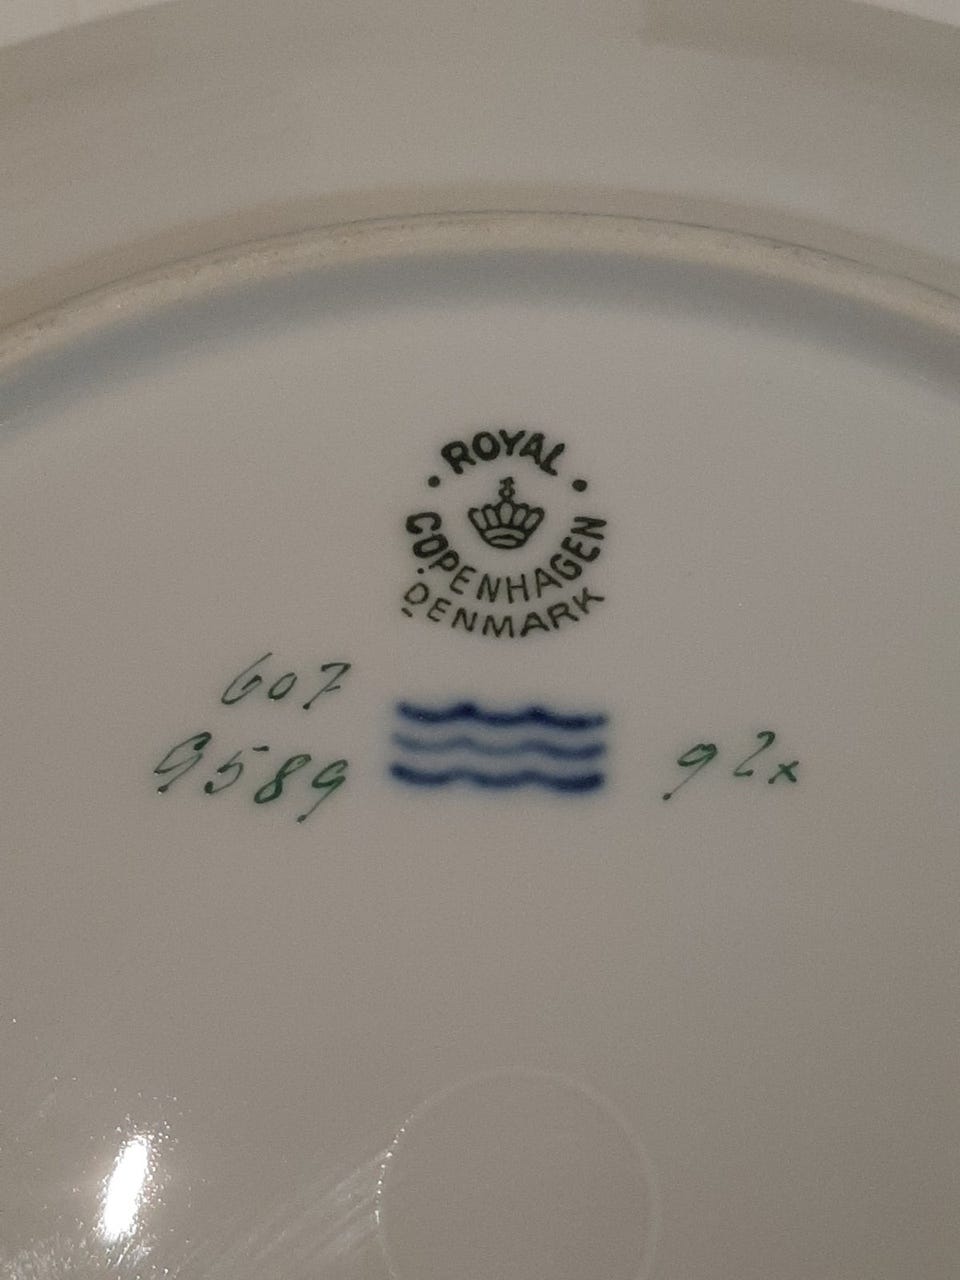 ROYAL
COPENHAGEN
DENMARK
607
9589
92x